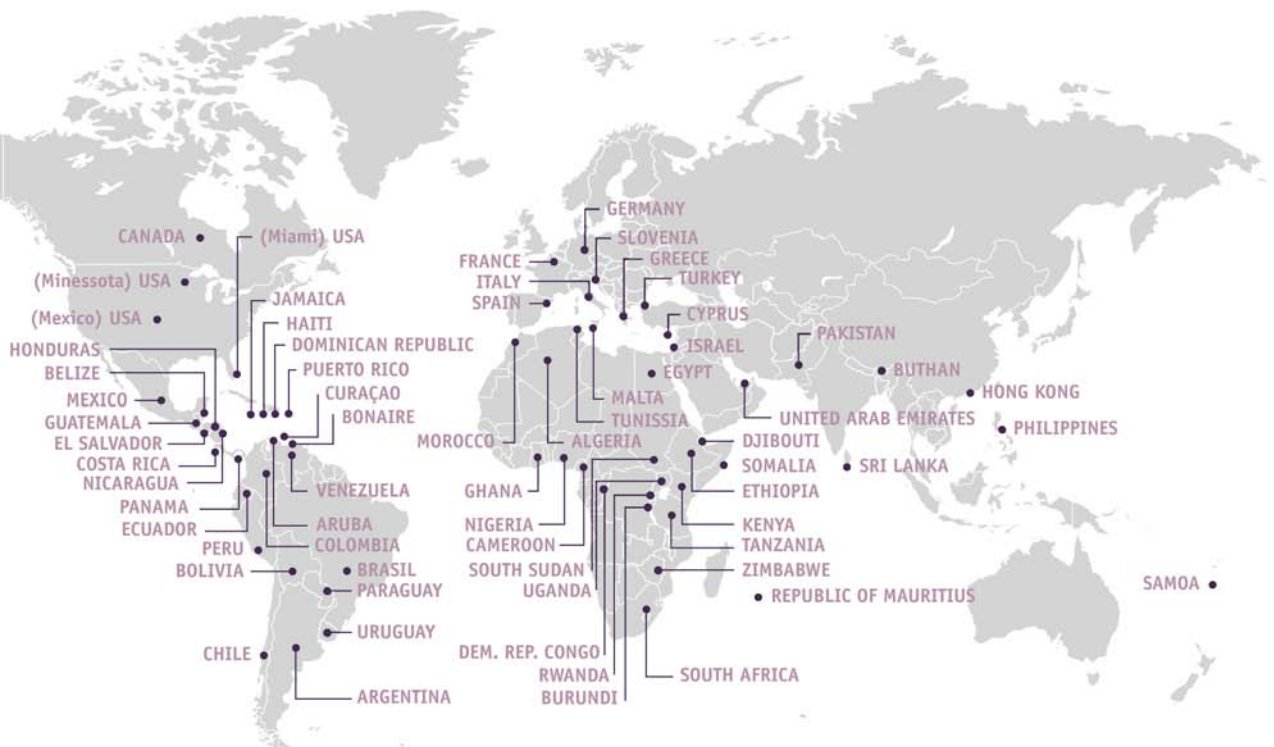 CANADA
(Miami) USA
(Minessota) USA
(Mexico) USA
JAMAICA
HAITI
HONDURAS
DOMINICAN REPUBLIC
BELIZE
PUERTO RICO
CURAÇAO
MEXICO
BONAIRE
GUATEMALA
EL SALVADOR
COSTA RICA
NICARAGUA
VENEZUELA
PANAMA
ECUADOR
ARUBA
COLOMBIA
PERU
BOLIVIA
BRASIL
PARAGUAY
URUGUAY
CHILE
ARGENTINA
GERMANY
SLOVENIA
FRANCE
GREECE
ITALY
TURKEY
SPAIN
CYPRUS
ISRAEL
EGYPT
MALTA
TUNISSIA
MOROCCO
ALGERIA
GHANA
NIGERIA
CAMEROON
SOUTH SUDAN
UGANDA
DEM. REP. CONGO
RWANDA
BURUNDI
PAKISTAN
BUTHAN
HONG KONG
UNITED ARAB EMIRATES
PHILIPPINES
DJIBOUTI
SOMALIA
SRI LANKA
ETHIOPIA
KENYA
TANZANIA
ZIMBABWE
REPUBLIC OF MAURITIUS
SAMOA
SOUTH AFRICA